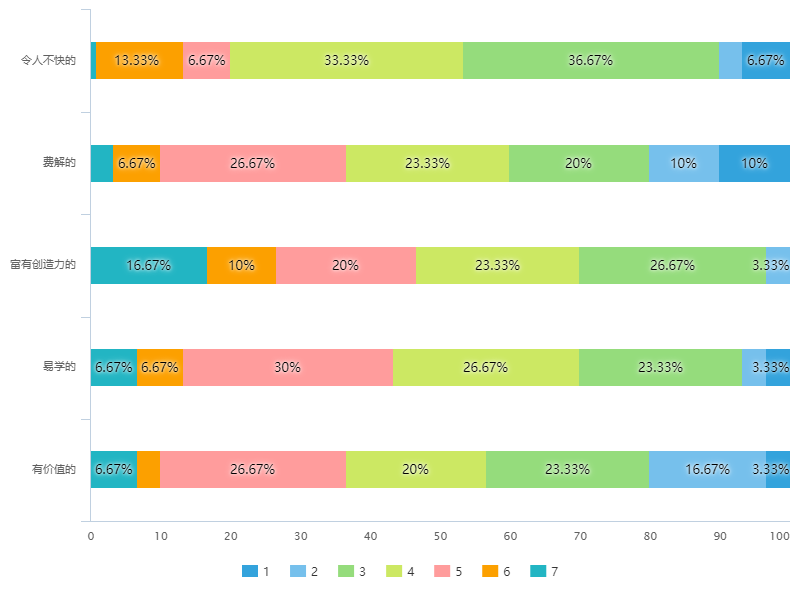 令人不快的 13.33% 6.67% 33.33% 36.67% 6.67%
费解的 6.67% 26.67% 23.33% 20% 10% 10%
富有创造力的 16.67% 10% 20% 23.33% 26.67% 3.33%
易学的 6.67% 6.67% 30% 26.67% 23.33% 3.33%
有价值的 6.67% 26.67% 20% 23.33% 16.67% 3.33%
0 10 20 30 40 50 60 70 80 90 100
1 2 3 4 5 6 7